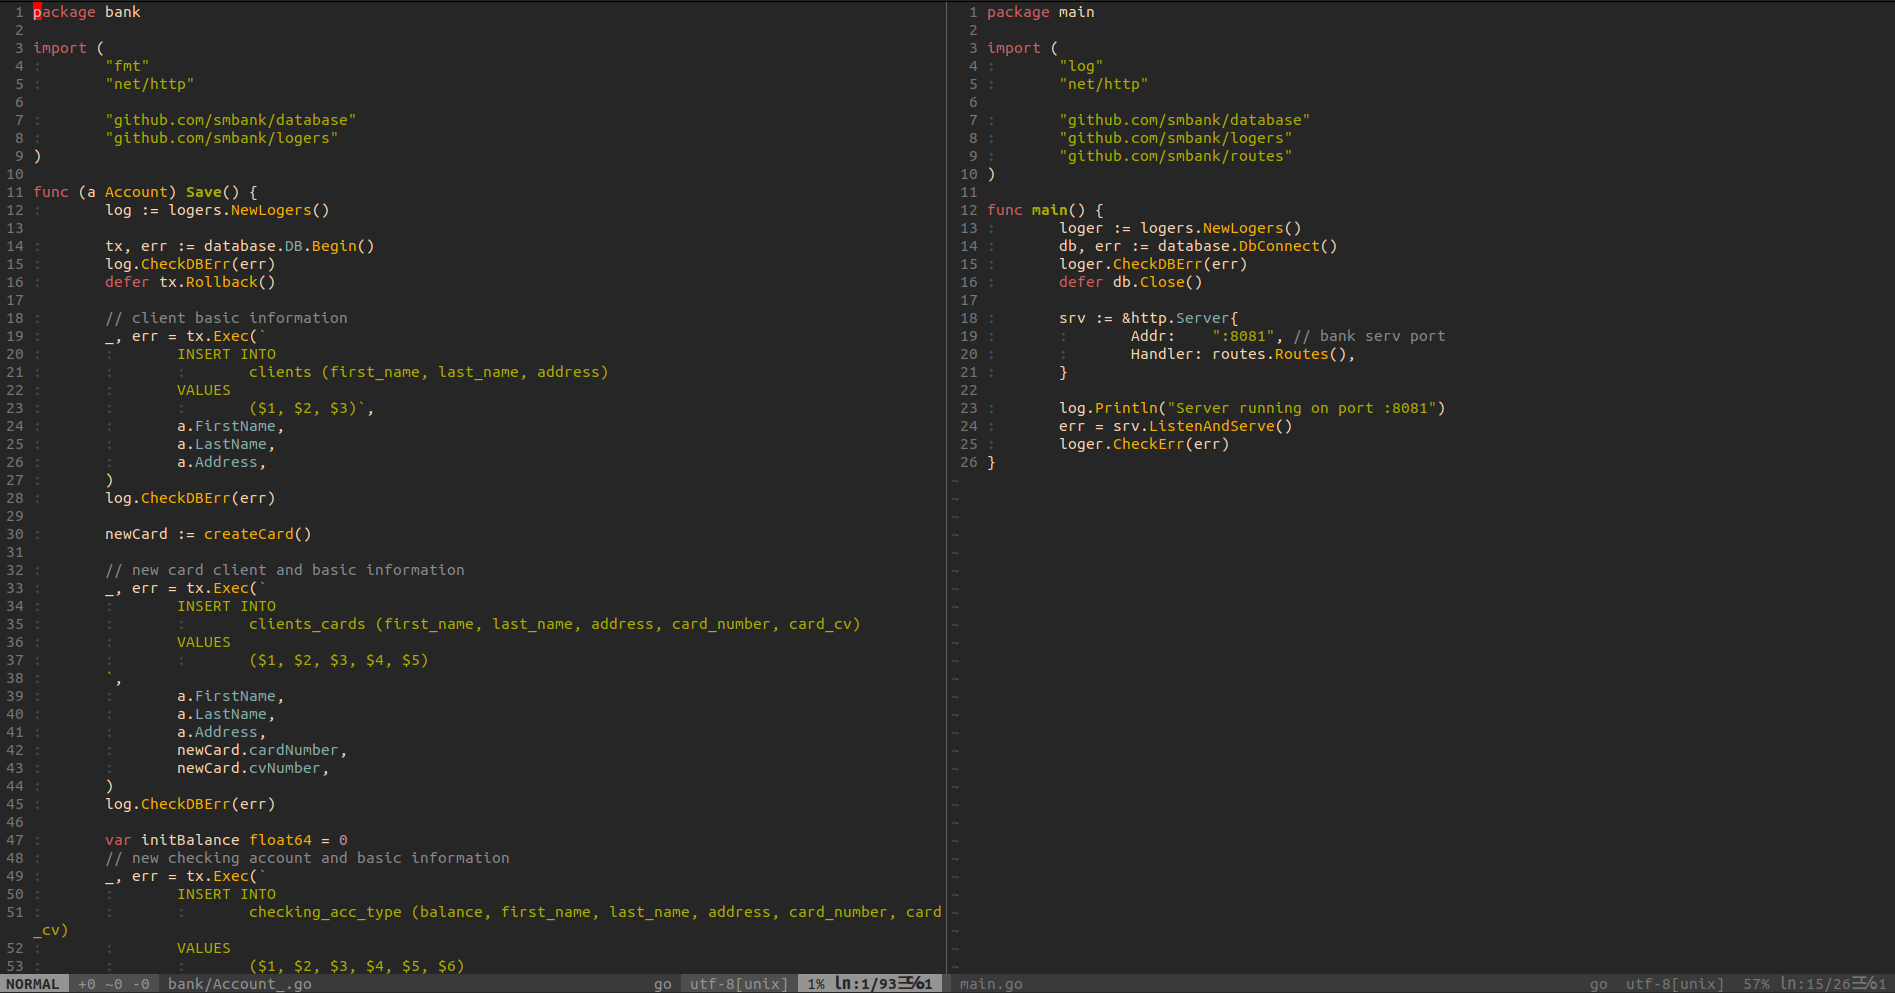 1 package bank
2
3 import (
4 "fmt"
5 "net/http"
6
7 "github.com/smbank/database"
8 "github.com/smbank/logers"
9 )
10
11 func (a Account) Save() {
12 log := logers.NewLogers()
13
14 tx, err := database.DB.Begin()
15 log.CheckDBErr(err)
16 defer tx.Rollback()
17
18 // client basic information
19 _, err = tx.Exec(`
20 INSERT INTO
21 clients (first_name, last_name, address)
22 VALUES
23 ($1, $2, $3)`,
24 a.FirstName,
25 a.LastName,
26 a.Address,
27 )
28 log.CheckDBErr(err)
29
30 newCard := createCard()
31
32 // new card client and basic information
33 _, err = tx.Exec(`
34 INSERT INTO
35 clients_cards (first_name, last_name, address, card_number, card_cv)
36 VALUES
37 ($1, $2, $3, $4, $5)
38 `,
39 a.FirstName,
40 a.LastName,
41 a.Address,
42 newCard.cardNumber,
43 newCard.cvNumber,
44 )
45 log.CheckDBErr(err)
46
47 var initBalance float64 = 0
48 // new checking account and basic information
49 _, err = tx.Exec(`
50 INSERT INTO
51 checking_acc_type (balance, first_name, last_name, address, card_number, card
_cv)
52 VALUES
53 ($1, $2, $3, $4, $5, $6)
NORMAL +0 ~0 -0 bank/Account_.go go utf-8[unix] 1% ln:1/93☰℅1
1 package main
2
3 import (
4 "log"
5 "net/http"
6
7 "github.com/smbank/database"
8 "github.com/smbank/logers"
9 "github.com/smbank/routes"
10 )
11
12 func main() {
13 loger := logers.NewLogers()
14 db, err := database.DbConnect()
15 loger.CheckDBErr(err)
16 defer db.Close()
17
18 srv := &http.Server{
19 Addr: ":8081", // bank serv port
20 Handler: routes.Routes(),
21 }
22
23 log.Println("Server running on port :8081")
24 err = srv.ListenAndServe()
25 loger.CheckErr(err)
26 }
main.go go utf-8[unix] 57% ln:15/26☰℅1